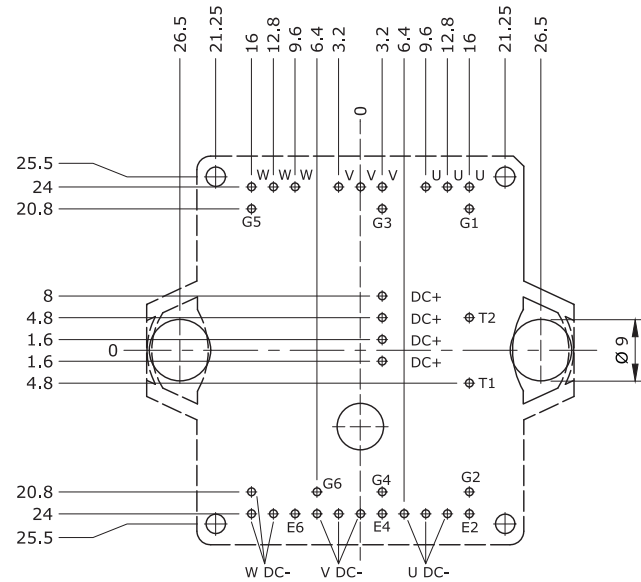 26.5 21.25 16 12.8 9.6 6.4 3.2 3.2 6.4 9.6 12.8 16 21.25 26.5
0
25.5
24 W W W V V V U U U
20.8 G5 G3 G1
8 DC+
4.8 DC+ T2
1.6 DC+
0 Ø 9
1.6 DC+
4.8 T1
20.8 G6 G4 G2
24 E6 E4 E2
25.5
W DC- V DC- U DC-